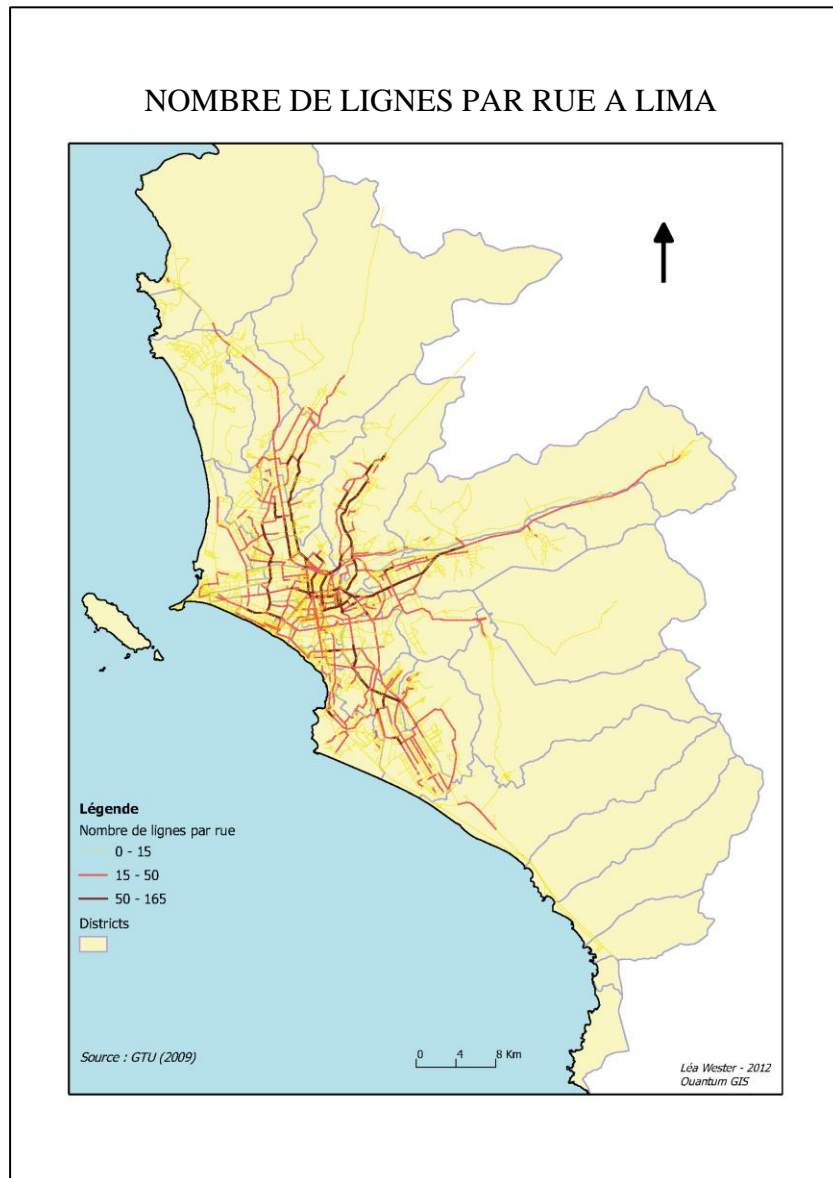 NOMBRE DE LIGNES PAR RUE A LIMA
Légende
Nombre de lignes par rue
0 - 15
15 - 50
50 - 165
Districts
Source : GTU (2009)
0 4 8 Km
Léa Wester - 2012
Quantum GIS